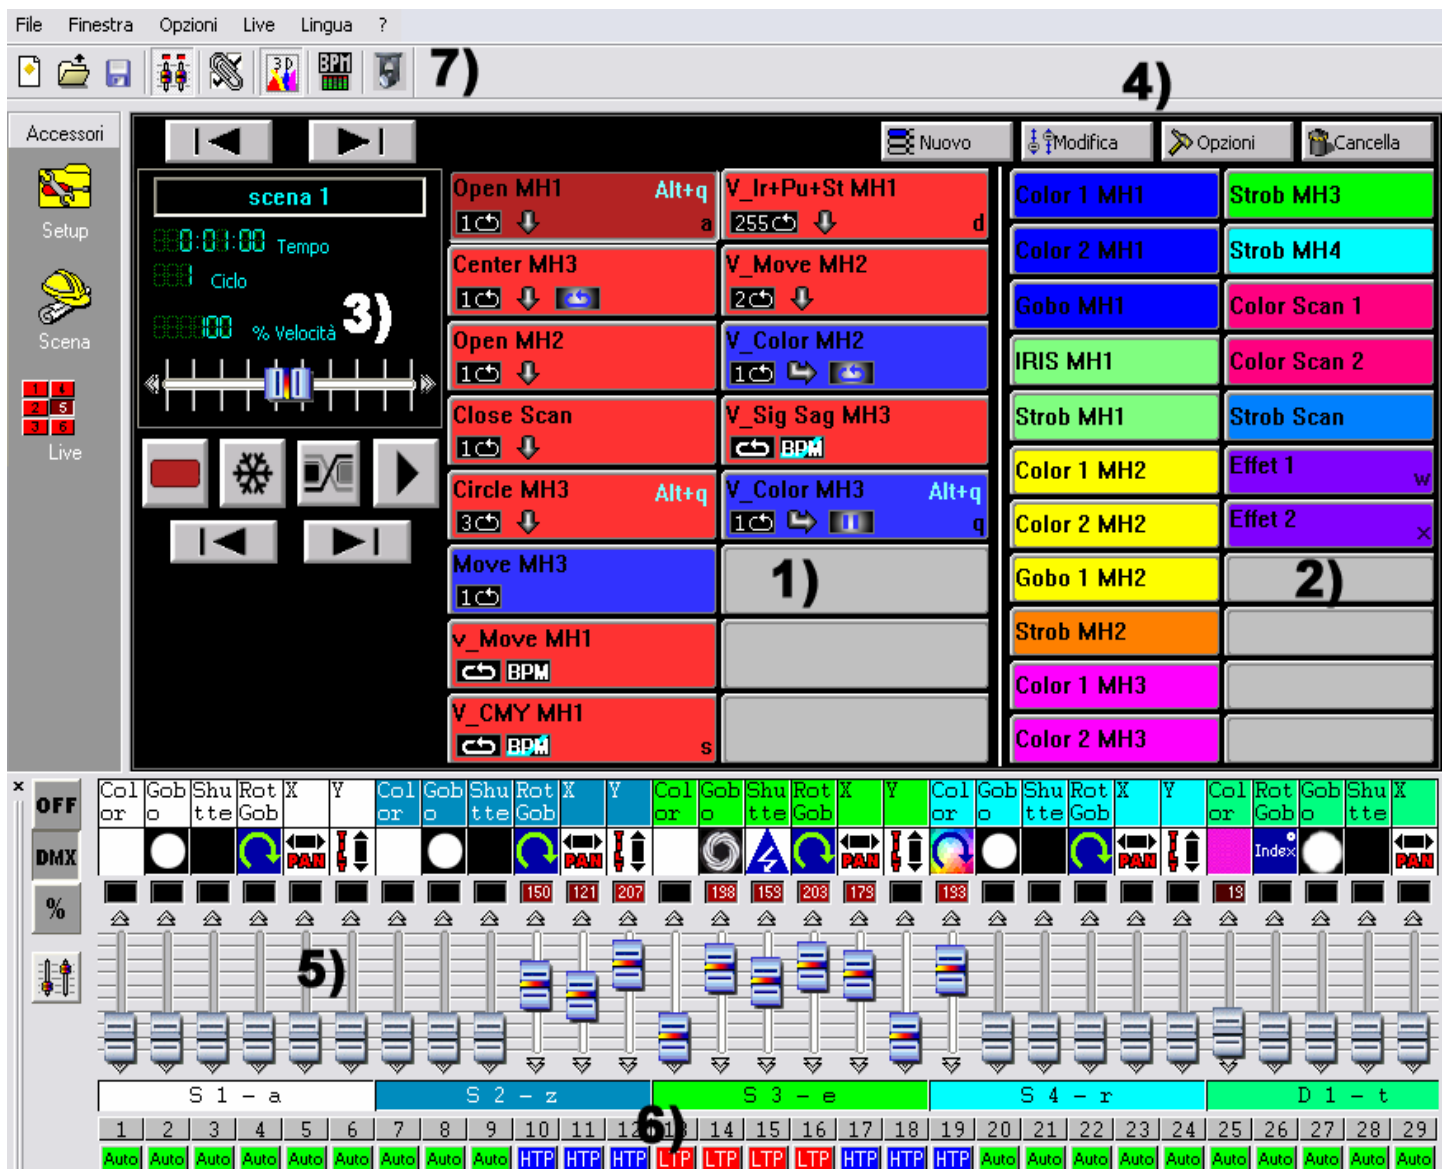 File Finestra Opzioni Live Lingua ?
3D BPM 7)
4)
Accessori
Nuovo Modifica Opzioni Cancella
Setup
Scena
1 4
2 5
3 6
Live
scena 1
0:01:00 Tempo
1 Ciclo
100 % Velocità
3)
Open MH1 Alt+q
1 a
Center MH3
1
Open MH2
1
Close Scan
1
Circle MH3 Alt+q
3
Move MH3
1
v_Move MH1
BPM
V_CMY MH1
BPM s
V_Ir+Pu+St MH1
255 d
V_Move MH2
2
V_Color MH2
1
V_Sig Sag MH3
BPM
V_Color MH3 Alt+q
1 q
1)
Color 1 MH1
Color 2 MH1
Gobo MH1
IRIS MH1
Strob MH1
Color 1 MH2
Color 2 MH2
Gobo 1 MH2
Strob MH2
Color 1 MH3
Color 2 MH3
Strob MH3
Strob MH4
Color Scan 1
Color Scan 2
Strob Scan
Effet 1
w
Effet 2
x
2)
×
OFF
DMX
%
Col Gob Shu Rot X Y Col Gob Shu Rot X Y Col Gob Shu Rot X Y Col Gob Shu Rot X Y Col Rot Gob Shu X
or o tte Gob or o tte Gob or o tte Gob or o tte Gob or Gob o tte
PAN PAN PAN PAN Index PAN
150 121 207 198 159 203 179 193 19
5)
S 1 - a S 2 - z S 3 - e S 4 - r D 1 - t
6)
1 2 3 4 5 6 7 8 9 10 11 12 13 14 15 16 17 18 19 20 21 22 23 24 25 26 27 28 29
Auto Auto Auto Auto Auto Auto Auto Auto Auto HTP HTP HTP LTP LTP LTP LTP HTP HTP HTP Auto Auto Auto Auto Auto Auto Auto Auto Auto Auto